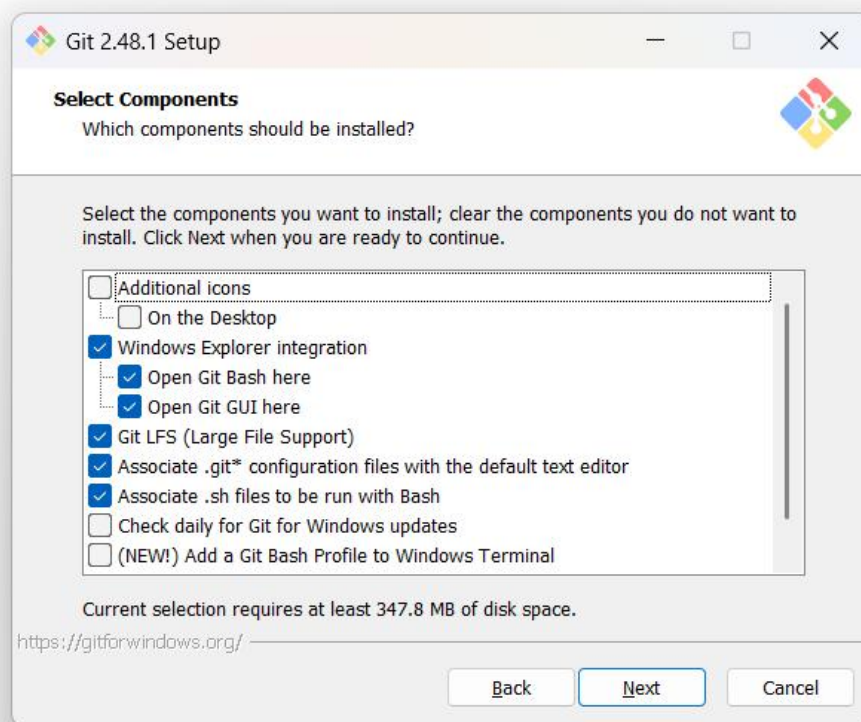 Git 2.48.1 Setup
Select Components
Which components should be installed?
Select the components you want to install; clear the components you do not want to
install. Click Next when you are ready to continue.
Additional icons
On the Desktop
Windows Explorer integration
Open Git Bash here
Open Git GUI here
Git LFS (Large File Support)
Associate .git* configuration files with the default text editor
Associate .sh files to be run with Bash
Check daily for Git for Windows updates
(NEW!) Add a Git Bash Profile to Windows Terminal
Current selection requires at least 347.8 MB of disk space.
https://gitforwindows.org/
Back Next Cancel